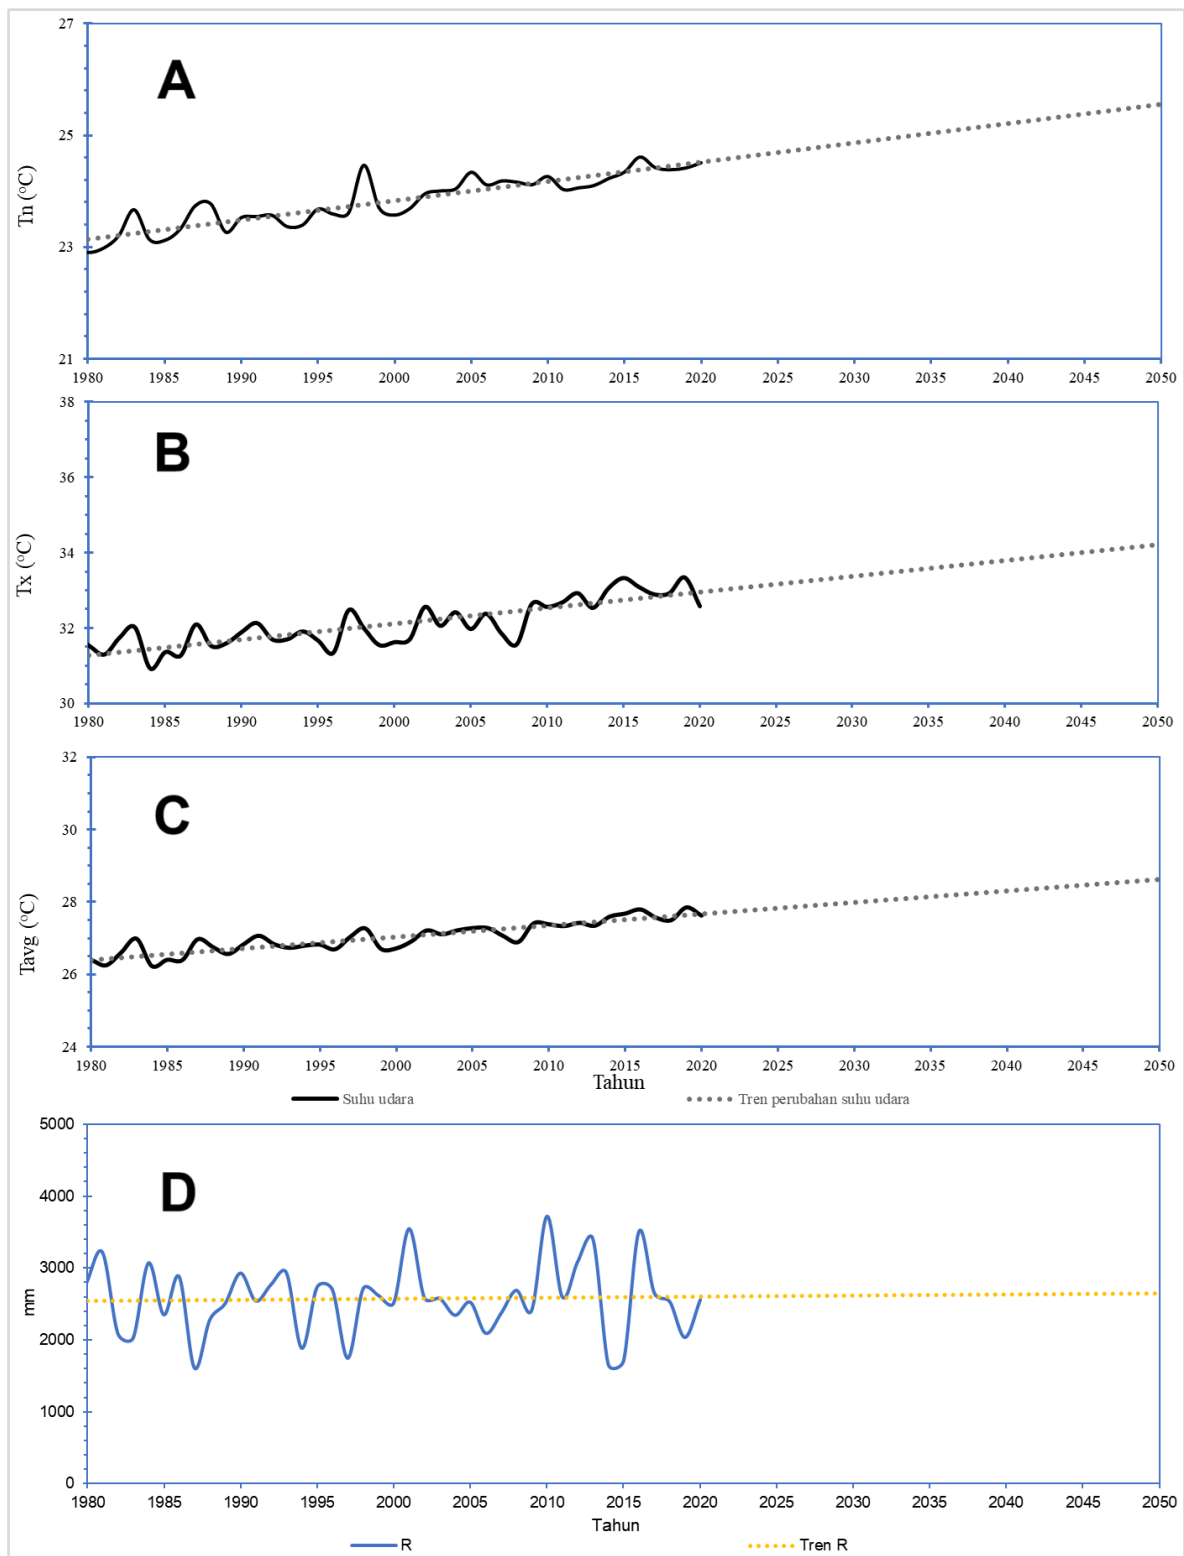 A
Tn (°C)
27
25
23
21
1980 1985 1990 1995 2000 2005 2010 2015 2020 2025 2030 2035 2040 2045 2050
B
Tx (°C)
38
36
34
32
30
1980 1985 1990 1995 2000 2005 2010 2015 2020 2025 2030 2035 2040 2045 2050
C
Tavg (°C)
32
30
28
26
24
1980 1985 1990 1995 2000 2005 2010 2015 2020 2025 2030 2035 2040 2045 2050
Tahun
Suhu udara Tren perubahan suhu udara
D
mm
5000
4000
3000
2000
1000
0
1980 1985 1990 1995 2000 2005 2010 2015 2020 2025 2030 2035 2040 2045 2050
Tahun
R Tren R